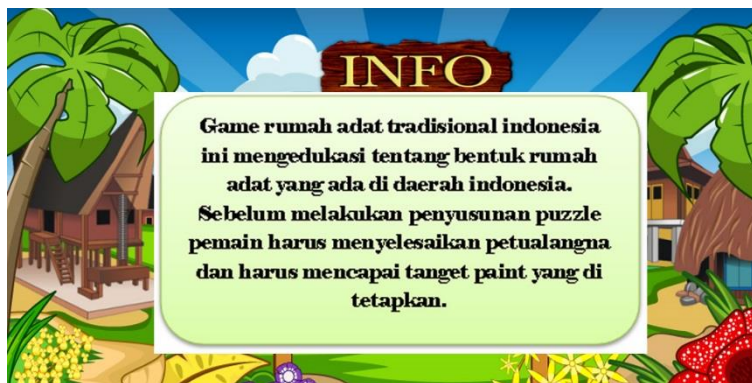 INFO
Game rumah adat tradisional indonesia
ini mengedukasi tentang bentuk rumah
adat yang ada di daerah indonesia.
Sebelum melakukan penyusunan puzzle
pemain harus menyelesaikan petualangna
dan harus mencapai tanget paint yang di
tetapkan.